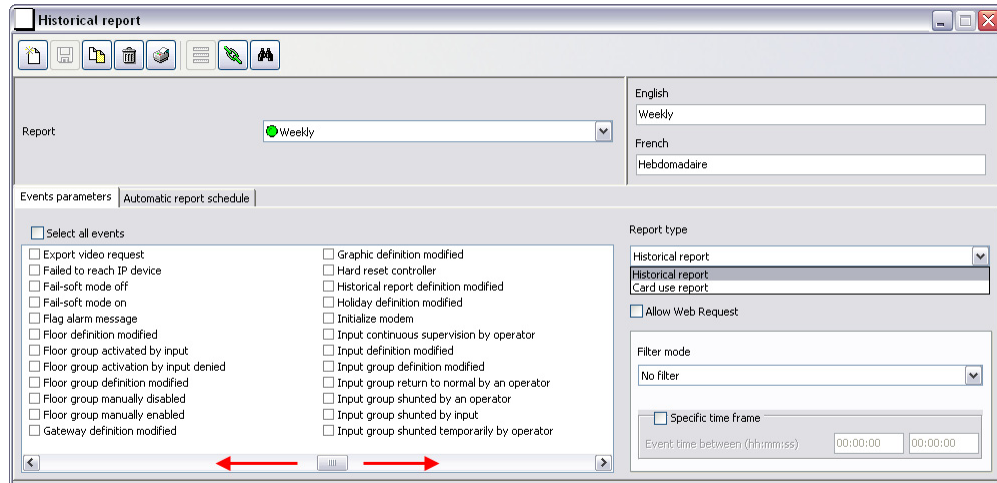 Historical report
English
Weekly
Report
Weekly
French
Hebdomadaire
Events parameters
Automatic report schedule
Select all events
Export video request
Failed to reach IP device
Fail-soft mode off
Fail-soft mode on
Flag alarm message
Floor definition modified
Floor group activated by input
Floor group activation by input denied
Floor group definition modified
Floor group manually disabled
Floor group manually enabled
Gateway definition modified
Graphic definition modified
Hard reset controller
Historical report definition modified
Holiday definition modified
Initialize modem
Input continuous supervision by operator
Input definition modified
Input group definition modified
Input group return to normal by an operator
Input group shunted by an operator
Input group shunted by input
Input group shunted temporarily by operator
Report type
Historical report
Historical report
Card use report
Allow Web Request
Filter mode
No filter
Specific time frame
Event time between (hh:mm:ss) 00:00:00 00:00:00